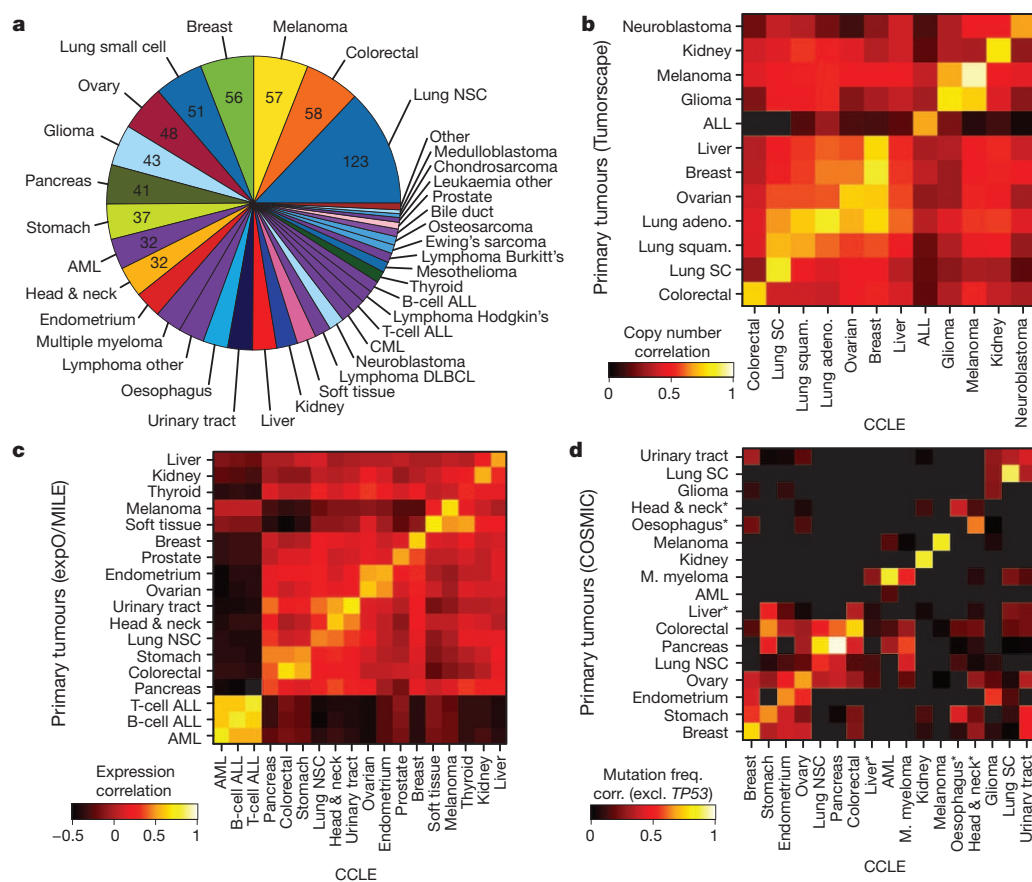 a
Breast
Melanoma
Lung small cell
Colorectal
Ovary
Lung NSC
Glioma
Pancreas
Stomach
AML
Head & neck
Endometrium
Multiple myeloma
Lymphoma other
Oesophagus
Urinary tract
Liver
Kidney
Soft tissue
Lymphoma DLBCL
Neuroblastoma
CML
T-cell ALL
Lymphoma Hodgkin's
B-cell ALL
Thyroid
Mesothelioma
Lymphoma Burkitt's
Ewing's sarcoma
Osteosarcoma
Bile duct
Prostate
Leukaemia other
Chondrosarcoma
Medulloblastoma
Other
56
57
58
123
51
48
43
41
37
32
32
b
Primary tumours (Tumorscape)
Neuroblastoma
Kidney
Melanoma
Glioma
ALL
Liver
Breast
Ovarian
Lung adeno.
Lung squam.
Lung SC
Colorectal
Colorectal
Lung SC
Lung squam.
Lung adeno.
Ovarian
Breast
Liver
ALL
Glioma
Melanoma
Kidney
Neuroblastoma
Copy number
correlation
0 0.5 1
CCLE
c
Primary tumours (expO/MILE)
Liver
Kidney
Thyroid
Melanoma
Soft tissue
Breast
Prostate
Endometrium
Ovarian
Urinary tract
Head & neck
Lung NSC
Stomach
Colorectal
Pancreas
T-cell ALL
B-cell ALL
AML
AML
B-cell ALL
T-cell ALL
Pancreas
Colorectal
Stomach
Lung NSC
Head & neck
Urinary tract
Ovarian
Endometrium
Prostate
Breast
Soft tissue
Melanoma
Thyroid
Kidney
Liver
Expression
correlation
−0.5 0 0.5 1
CCLE
d
Primary tumours (COSMIC)
Urinary tract
Lung SC
Glioma
Head & neck*
Oesophagus*
Melanoma
Kidney
M. myeloma
AML
Liver*
Colorectal
Pancreas
Lung NSC
Ovary
Endometrium
Stomach
Breast
Breast
Stomach
Endometrium
Ovary
Lung NSC
Pancreas
Colorectal
Liver*
AML
M. myeloma
Kidney
Melanoma
Oesophagus*
Head & neck*
Glioma
Lung SC
Urinary tract
Mutation freq.
corr. (excl. TP53)
0 0.5 1
CCLE